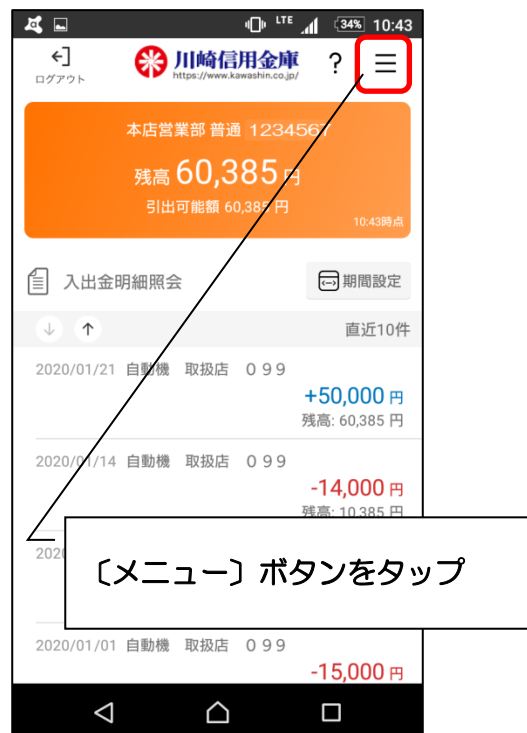 LTE 34% 10:43
ログアウト
川崎信用金庫
https://www.kawashin.co.jp/
?
本店営業部 普通 1234567
残高 60,385 円
引出可能額 60,385 円
10:43時点
入出金明細照会
期間設定
直近10件
2020/01/21 自動機 取扱店 099
+50,000 円
残高: 60,385 円
2020/01/14 自動機 取扱店 099
-14,000 円
残高: 10,385 円
2020
〔メニュー〕ボタンをタップ
2020/01/01 自動機 取扱店 099
-15,000 円